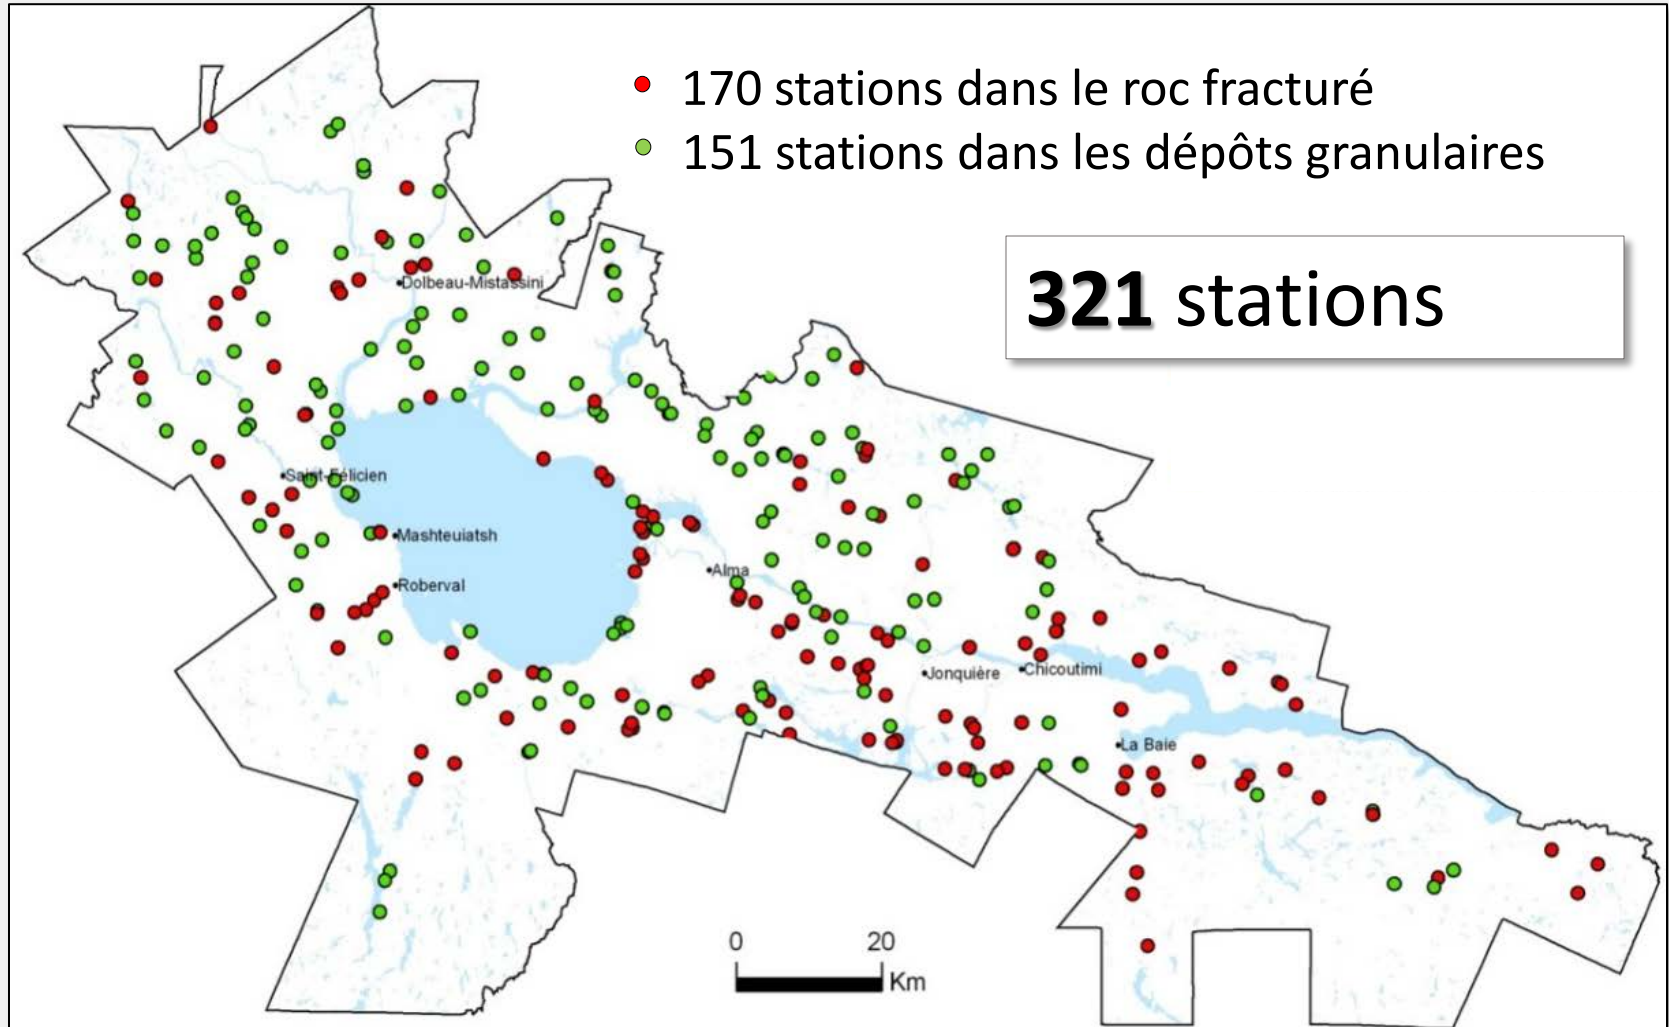 170 stations dans le roc fracturé
151 stations dans les dépôts granulaires
321 stations
Dolbeau-Mistassini
Saint-Félicien
Mashteuiatsh
Roberval
Alma
Jonquière
Chicoutimi
La Baie
0 20
Km